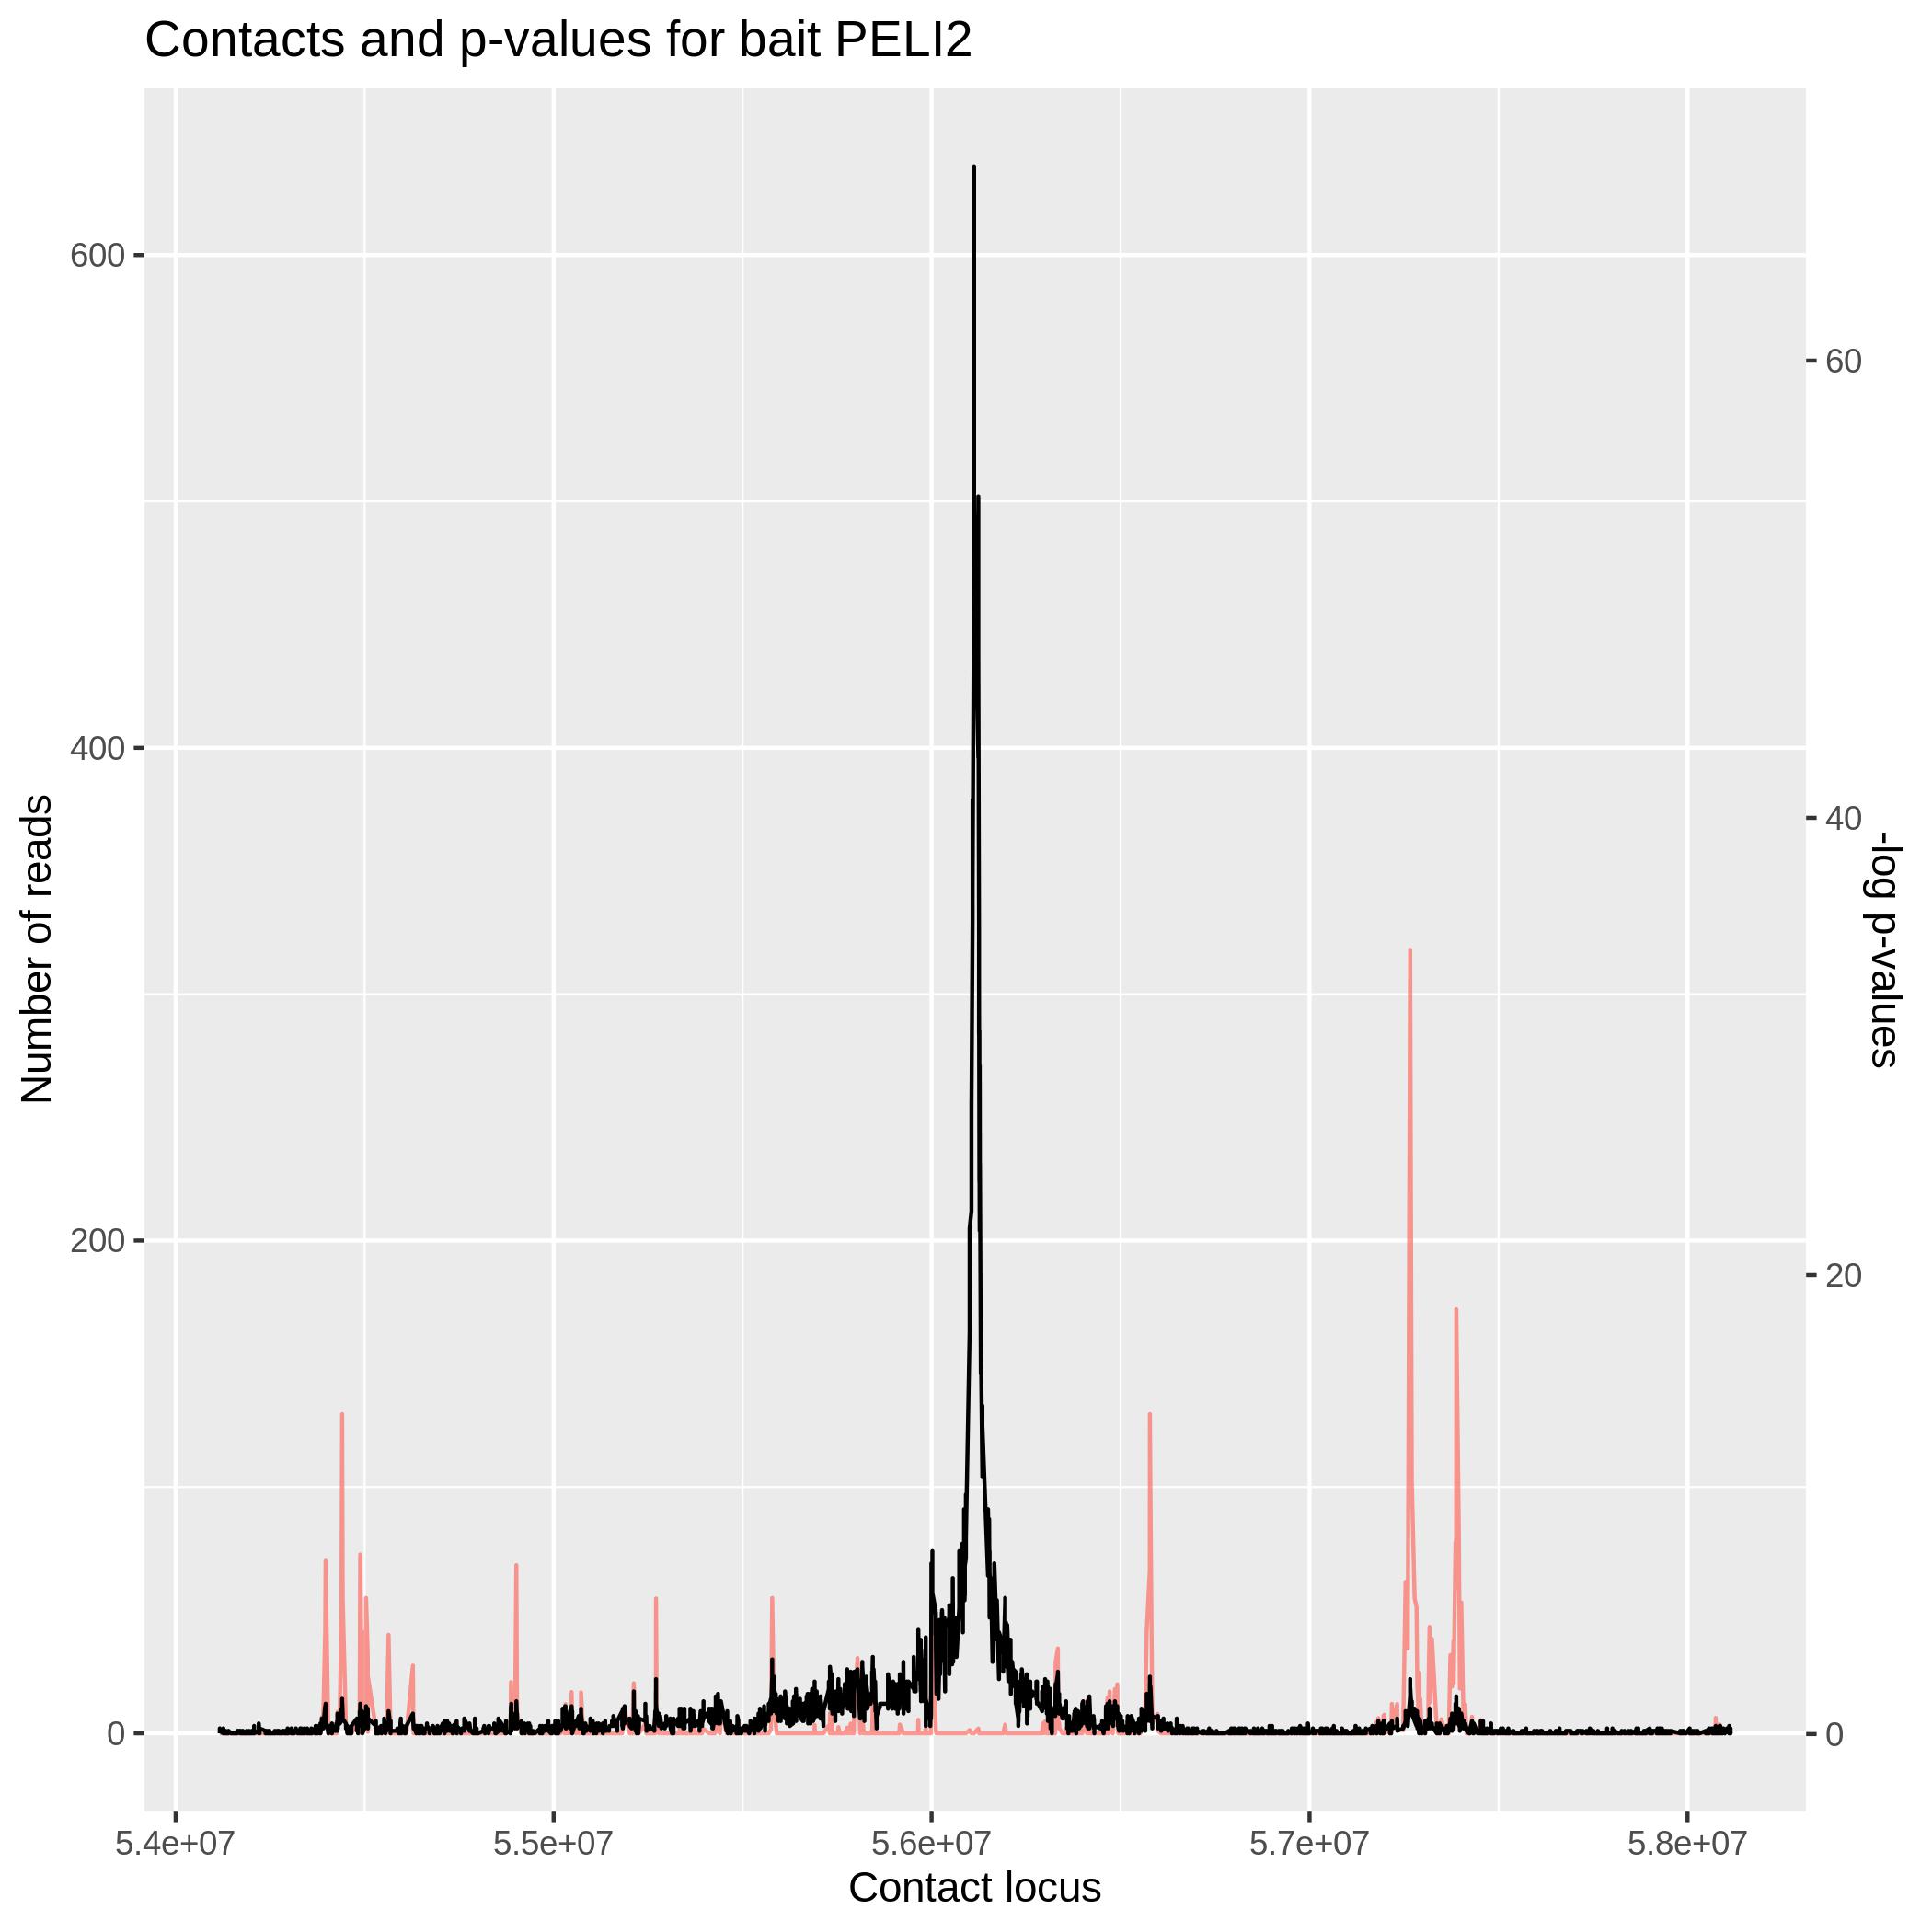 Contacts and p-values for bait PELI2
600
400
200
0
Number of reads
60
40
20
0
-log p-values
5.4e+07
5.5e+07
5.6e+07
5.7e+07
5.8e+07
Contact locus